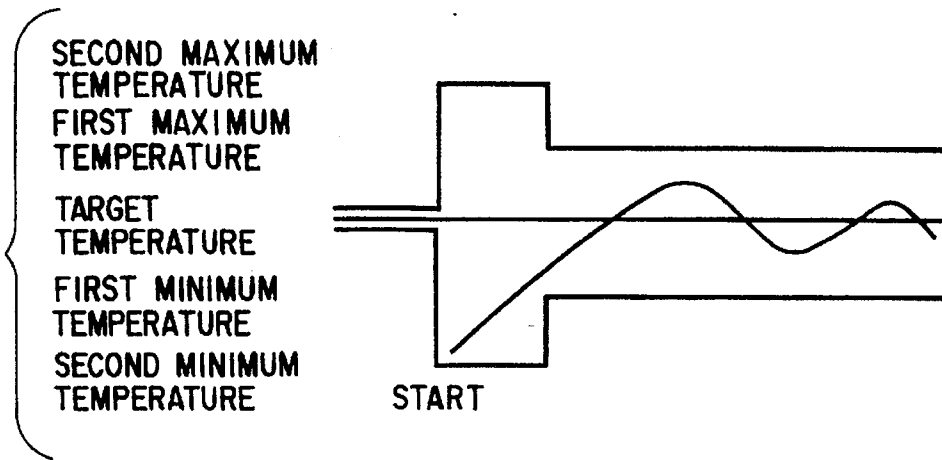 SECOND MAXIMUM
TEMPERATURE
FIRST MAXIMUM
TEMPERATURE
TARGET
TEMPERATURE
FIRST MINIMUM
TEMPERATURE
SECOND MINIMUM
TEMPERATURE
START